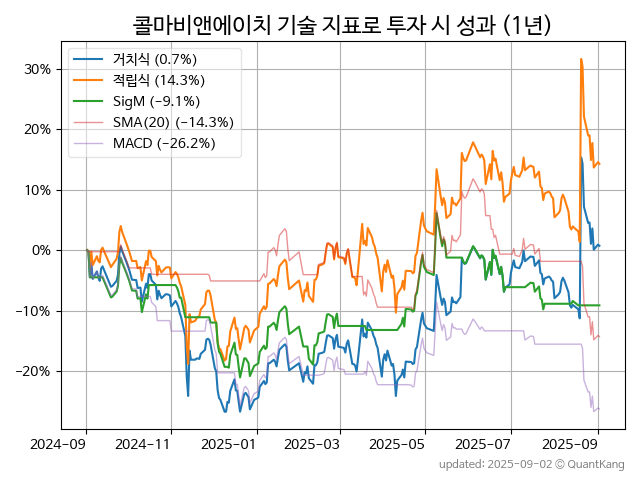 콜마비앤에이치 기술 지표로 투자 시 성과 (1년)
거치식 (0.7%)
적립식 (14.3%)
SigM (−9.1%)
SMA(20) (−14.3%)
MACD (−26.2%)
30%
20%
10%
0%
−10%
−20%
2024-09 2024-11 2025-01 2025-03 2025-05 2025-07 2025-09
updated: 2025-09-02 © QuantKang